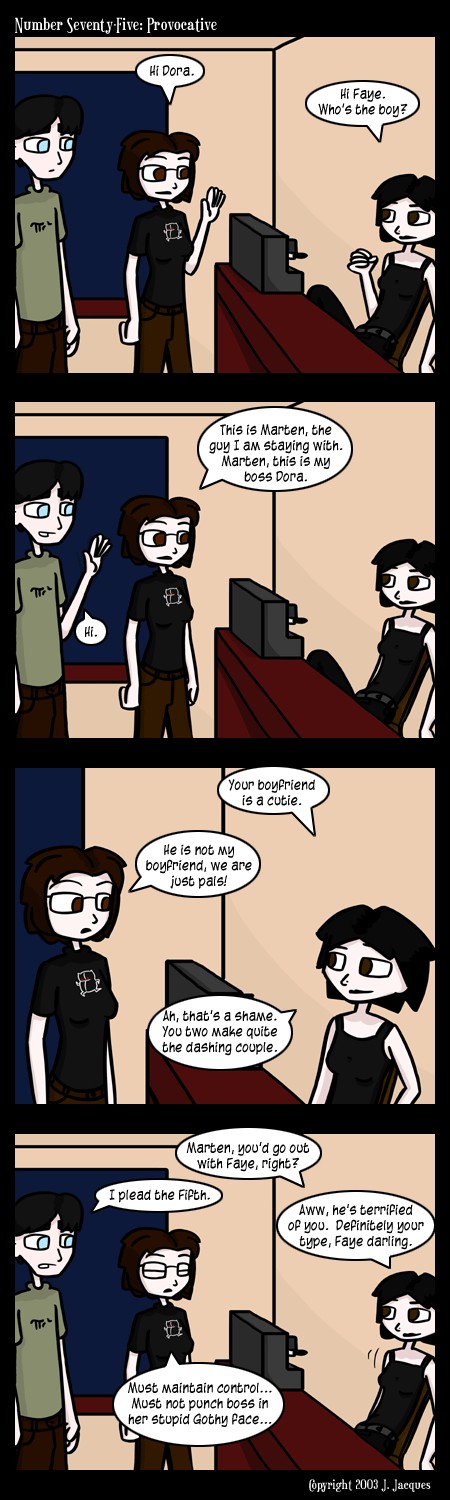 Number Seventy-Five: Provocative
Hi Dora.
Hi Faye.
Who's the boy?
This is Marten, the
guy I am staying with.
Marten, this is my
boss Dora.
Hi.
Your boyfriend
is a cutie.
He is not my
boyfriend, we are
just pals!
Ah, that's a shame.
You two make quite
the dashing couple.
Marten, you'd go out
with Faye, right?
I plead the Fifth.
Aww, he's terrified
of you. Definitely your
type, Faye darling.
Must maintain control...
Must not punch boss in
her stupid Gothy face...
Copyright 2003 J. Jacques